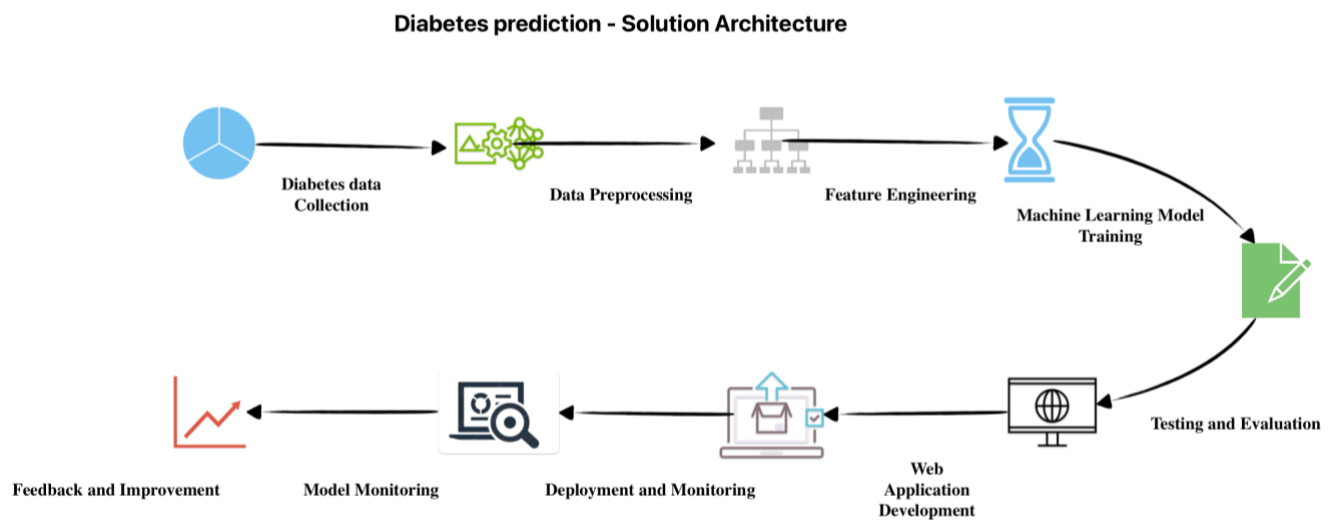 Diabetes prediction - Solution Architecture
Diabetes data
Collection
Data Preprocessing
Feature Engineering
Machine Learning Model
Training
Testing and Evaluation
Web
Application
Development
Deployment and Monitoring
Model Monitoring
Feedback and Improvement